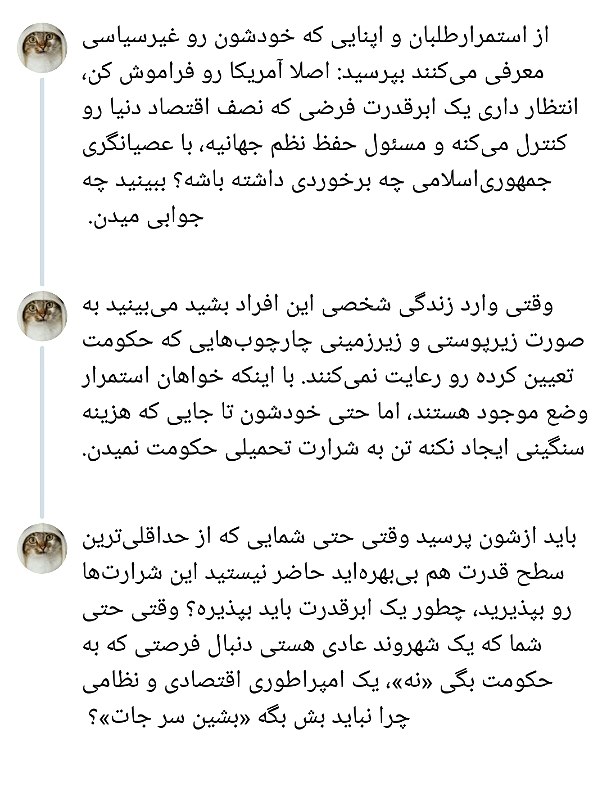 از استمرارطلبان و اینایی که خودشون رو غیرسیاسی
معرفی می‌کنند بپرسید: اصلا آمریکا رو فراموش کن،
انتظار داری یک ابرقدرت فرضی که نصف اقتصاد دنیا رو
کنترل می‌کنه و مسئول حفظ نظم جهانیه، با عصیانگری
جمهوری‌اسلامی چه برخوردی داشته باشه؟ ببینید چه
جوابی میدن.
وقتی وارد زندگی شخصی این افراد بشید می‌بینید به
صورت زیرپوستی و زیرزمینی چارچوب‌هایی که حکومت
تعیین کرده رو رعایت نمی‌کنند. با اینکه خواهان استمرار
وضع موجود هستند، اما حتی خودشون تا جایی که هزینه
سنگینی ایجاد نکنه تن به شرارت تحمیلی حکومت نمیدن.
باید ازشون پرسید وقتی حتی شمایی که از حداقلی‌ترین
سطح قدرت هم بی‌بهره‌اید حاضر نیستید این شرارت‌ها
رو بپذیرید، چطور یک ابرقدرت باید بپذیره؟ وقتی حتی
شما که یک شهروند عادی هستی دنبال فرصتی که به
حکومت بگی «نه»، یک امپراطوری اقتصادی و نظامی
چرا نباید بش بگه «بشین سر جات»؟